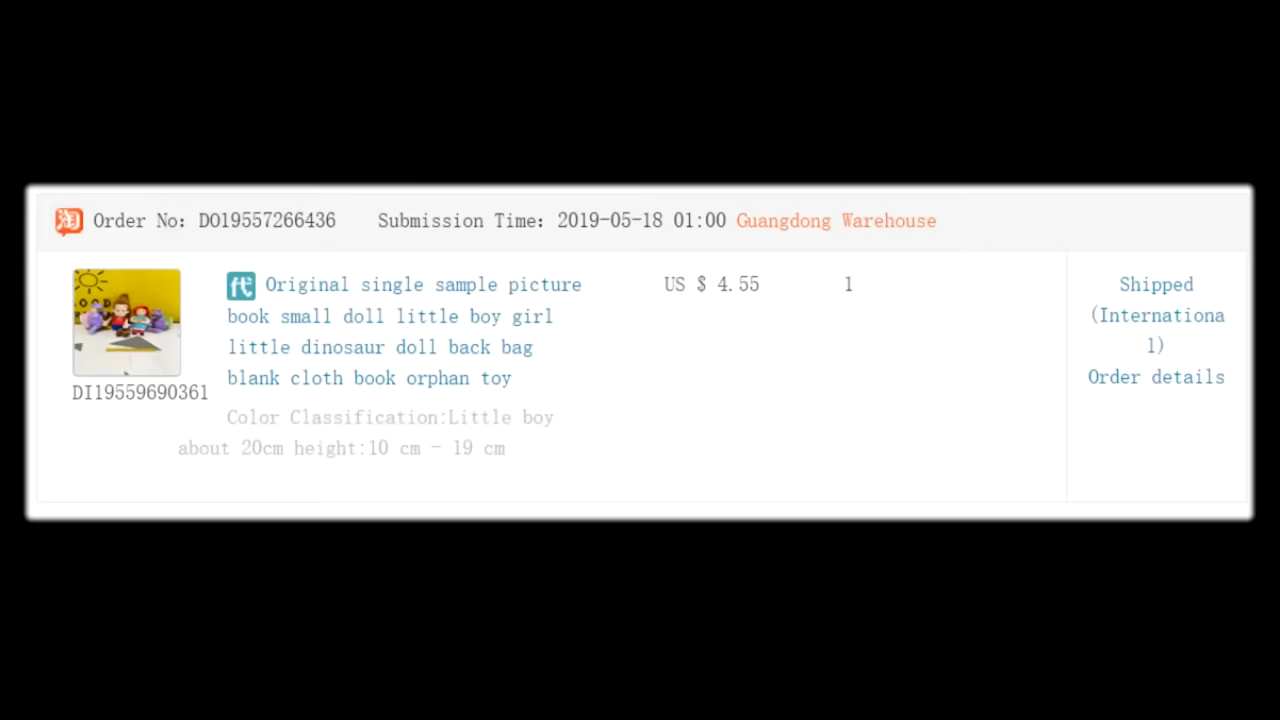 淘 Order No: DO19557266436 Submission Time: 2019-05-18 01:00 Guangdong Warehouse
代 Original single sample picture
book small doll little boy girl
little dinosaur doll back bag
blank cloth book orphan toy
DI19559690361
Color Classification:Little boy
about 20cm height:10 cm - 19 cm
US $ 4.55
1
Shipped
(Internationa
l)
Order details